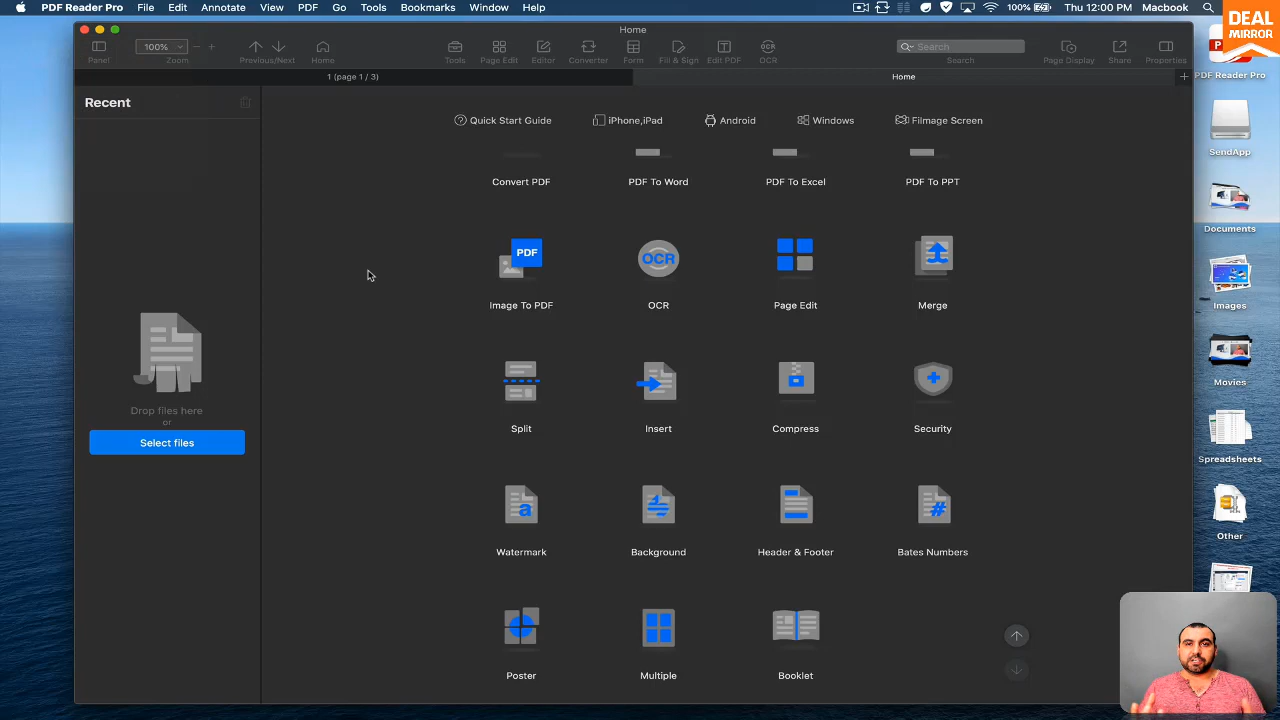 PDF Reader Pro File Edit Annotate View PDF Go Tools Bookmarks Window Help 100% Thu 12:00 PM Macbook
DEAL MIRROR
Home
100%
Search
Panel Zoom Previous/Next Home Tools Page Edit Editor Converter Form Fill & Sign Edit PDF OCR Search Page Display Share Properties
1 (page 1 / 3) Home
PDF Reader Pro
Recent
Quick Start Guide iPhone,iPad Android Windows Filmage Screen
SendApp
Convert PDF PDF To Word PDF To Excel PDF To PPT
Documents
PDF OCR
Image To PDF OCR Page Edit Merge
Images
Movies
Drop files here
or
Select files
Split Insert Compress Security
Spreadsheets
a #
Other
Watermark Background Header & Footer Bates Numbers
Poster Multiple Booklet